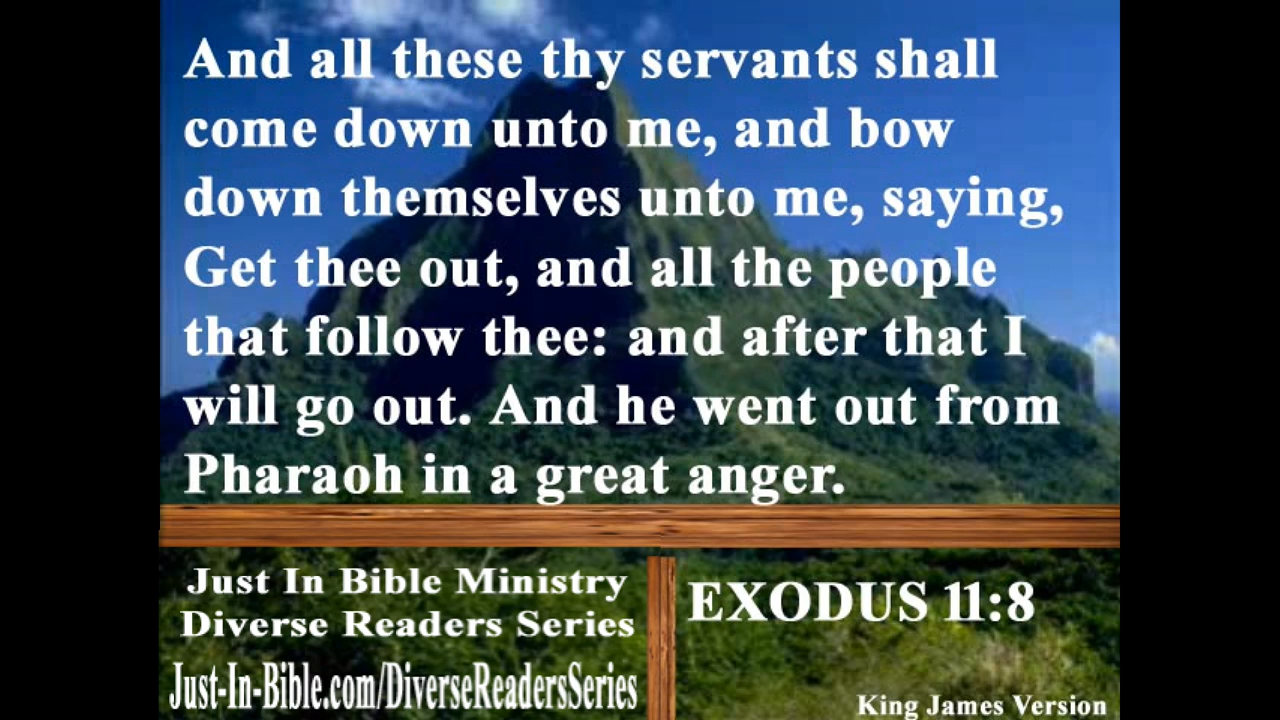 And all these thy servants shall
come down unto me, and bow
down themselves unto me, saying,
Get thee out, and all the people
that follow thee: and after that I
will go out. And he went out from
Pharaoh in a great anger.
Just In Bible Ministry
Diverse Readers Series
Just-In-Bible.com/DiverseReadersSeries
EXODUS 11:8
King James Version